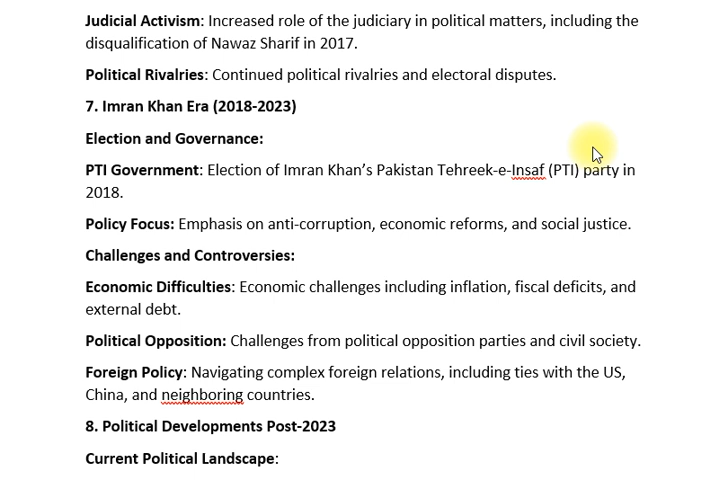 Judicial Activism: Increased role of the judiciary in political matters, including the
disqualification of Nawaz Sharif in 2017.
Political Rivalries: Continued political rivalries and electoral disputes.
7. Imran Khan Era (2018-2023)
Election and Governance:
PTI Government: Election of Imran Khan’s Pakistan Tehreek-e-Insaf (PTI) party in
2018.
Policy Focus: Emphasis on anti-corruption, economic reforms, and social justice.
Challenges and Controversies:
Economic Difficulties: Economic challenges including inflation, fiscal deficits, and
external debt.
Political Opposition: Challenges from political opposition parties and civil society.
Foreign Policy: Navigating complex foreign relations, including ties with the US,
China, and neighboring countries.
8. Political Developments Post-2023
Current Political Landscape: